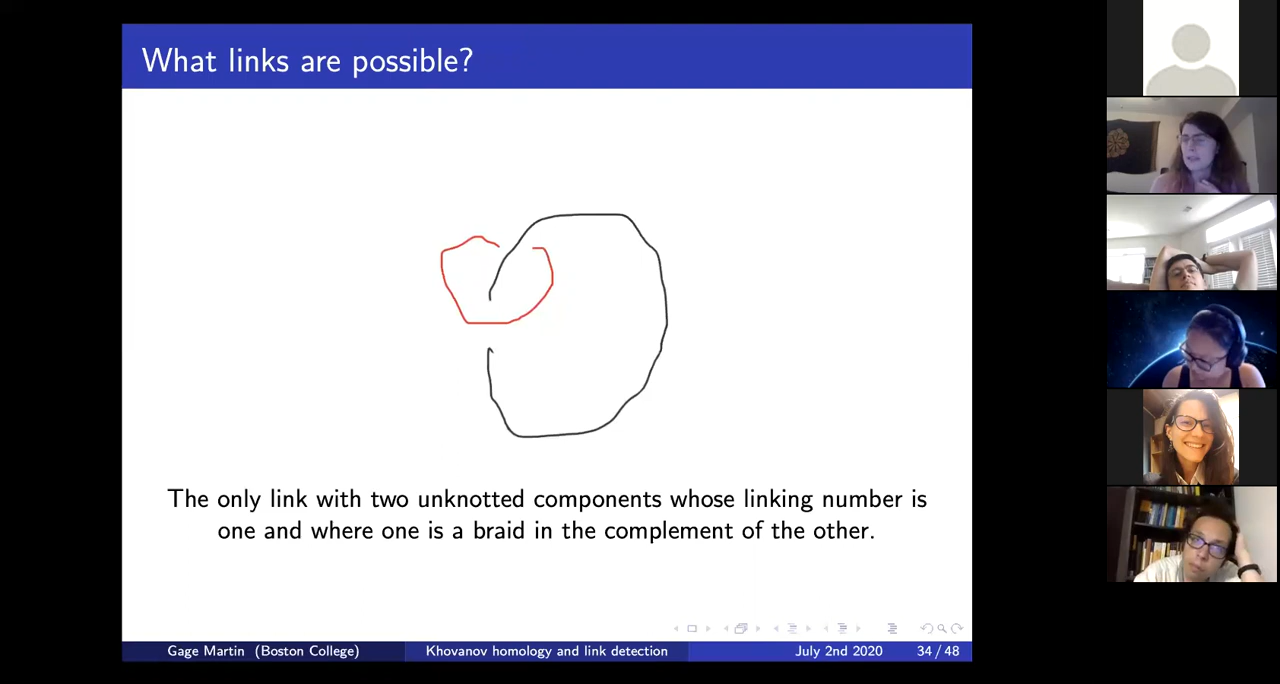 What links are possible?
The only link with two unknotted components whose linking number is
one and where one is a braid in the complement of the other.
Gage Martin (Boston College) Khovanov homology and link detection July 2nd 2020 34 / 48